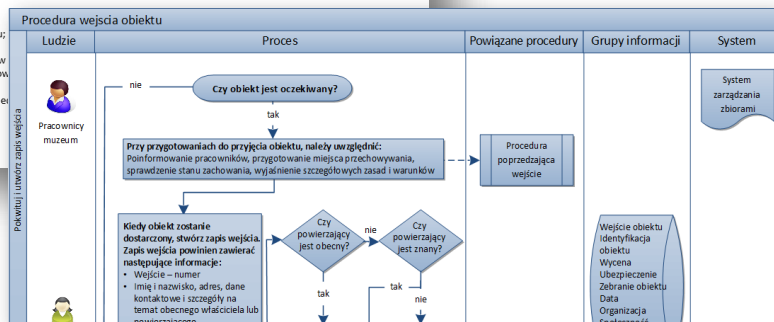 Procedura wejscia obiektu
Ludzie
Proces
Powiązane procedury
Grupy informacji
System
Pokwituj i utwórz zapis wejścia
Pracownicy
muzeum
nie
Czy obiekt jest oczekiwany?
tak
Przy przygotowaniach do przyjęcia obiektu, należy uwzględnić:
Poinformowanie pracowników, przygotowanie miejsca przechowywania,
sprawdzenie stanu zachowania, wyjaśnienie szczegółowych zasad i warunków
Procedura
poprzedzająca
wejście
System
zarządzania
zbiorami
Kiedy obiekt zostanie
dostarczony, stwórz zapis wejścia.
Zapis wejścia powinien zawierać
następujące informacje:
• Wejście – numer
• Imię i nazwisko, adres, dane
kontaktowe i szczegóły na
temat obecnego właściciela lub
Czy
powierzający
jest obecny?
nie
Czy
powierzający
jest znany?
tak
tak
nie
Wejście obiektu
Identyfikacja
obiektu
Wycena
Ubezpieczenie
Zebranie obiektu
Data
Organizacja